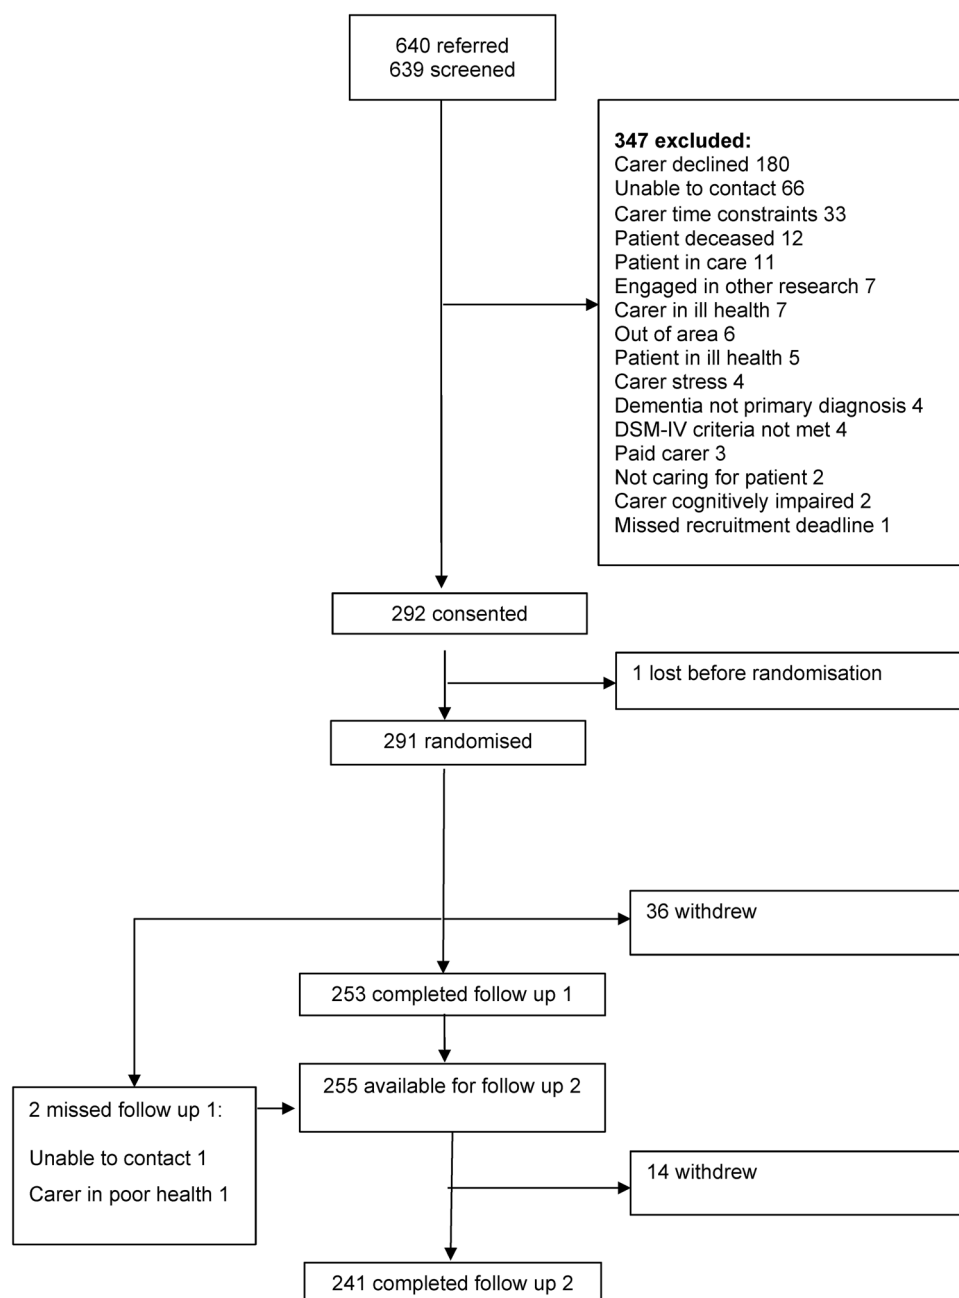 640 referred
639 screened
347 excluded:
Carer declined 180
Unable to contact 66
Carer time constraints 33
Patient deceased 12
Patient in care 11
Engaged in other research 7
Carer in ill health 7
Out of area 6
Patient in ill health 5
Carer stress 4
Dementia not primary diagnosis 4
DSM-IV criteria not met 4
Paid carer 3
Not caring for patient 2
Carer cognitively impaired 2
Missed recruitment deadline 1
292 consented
1 lost before randomisation
291 randomised
36 withdrew
253 completed follow up 1
255 available for follow up 2
2 missed follow up 1:
Unable to contact 1
Carer in poor health 1
14 withdrew
241 completed follow up 2